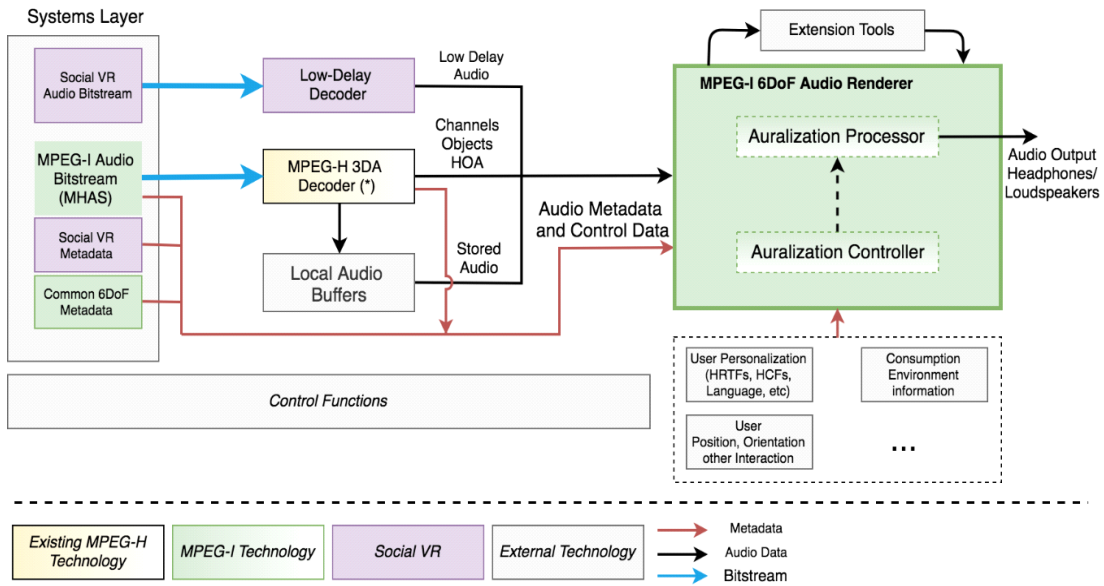 Systems Layer
Social VR
Audio Bitstream
MPEG-I Audio
Bitstream
(MHAS)
Social VR
Metadata
Common 6DoF
Metadata
Low-Delay
Decoder
MPEG-H 3DA
Decoder (*)
Local Audio
Buffers
Low Delay
Audio
Channels
Objects
HOA
Stored
Audio
Audio Metadata
and Control Data
Extension Tools
MPEG-I 6DoF Audio Renderer
Auralization Processor
Auralization Controller
Audio Output
Headphones/
Loudspeakers
User Personalization
(HRTFs, HCFs,
Language, etc)
Consumption
Environment
information
User
Position, Orientation
other Interaction
...
Control Functions
Existing MPEG-H
Technology
MPEG-I Technology
Social VR
External Technology
Metadata
Audio Data
Bitstream